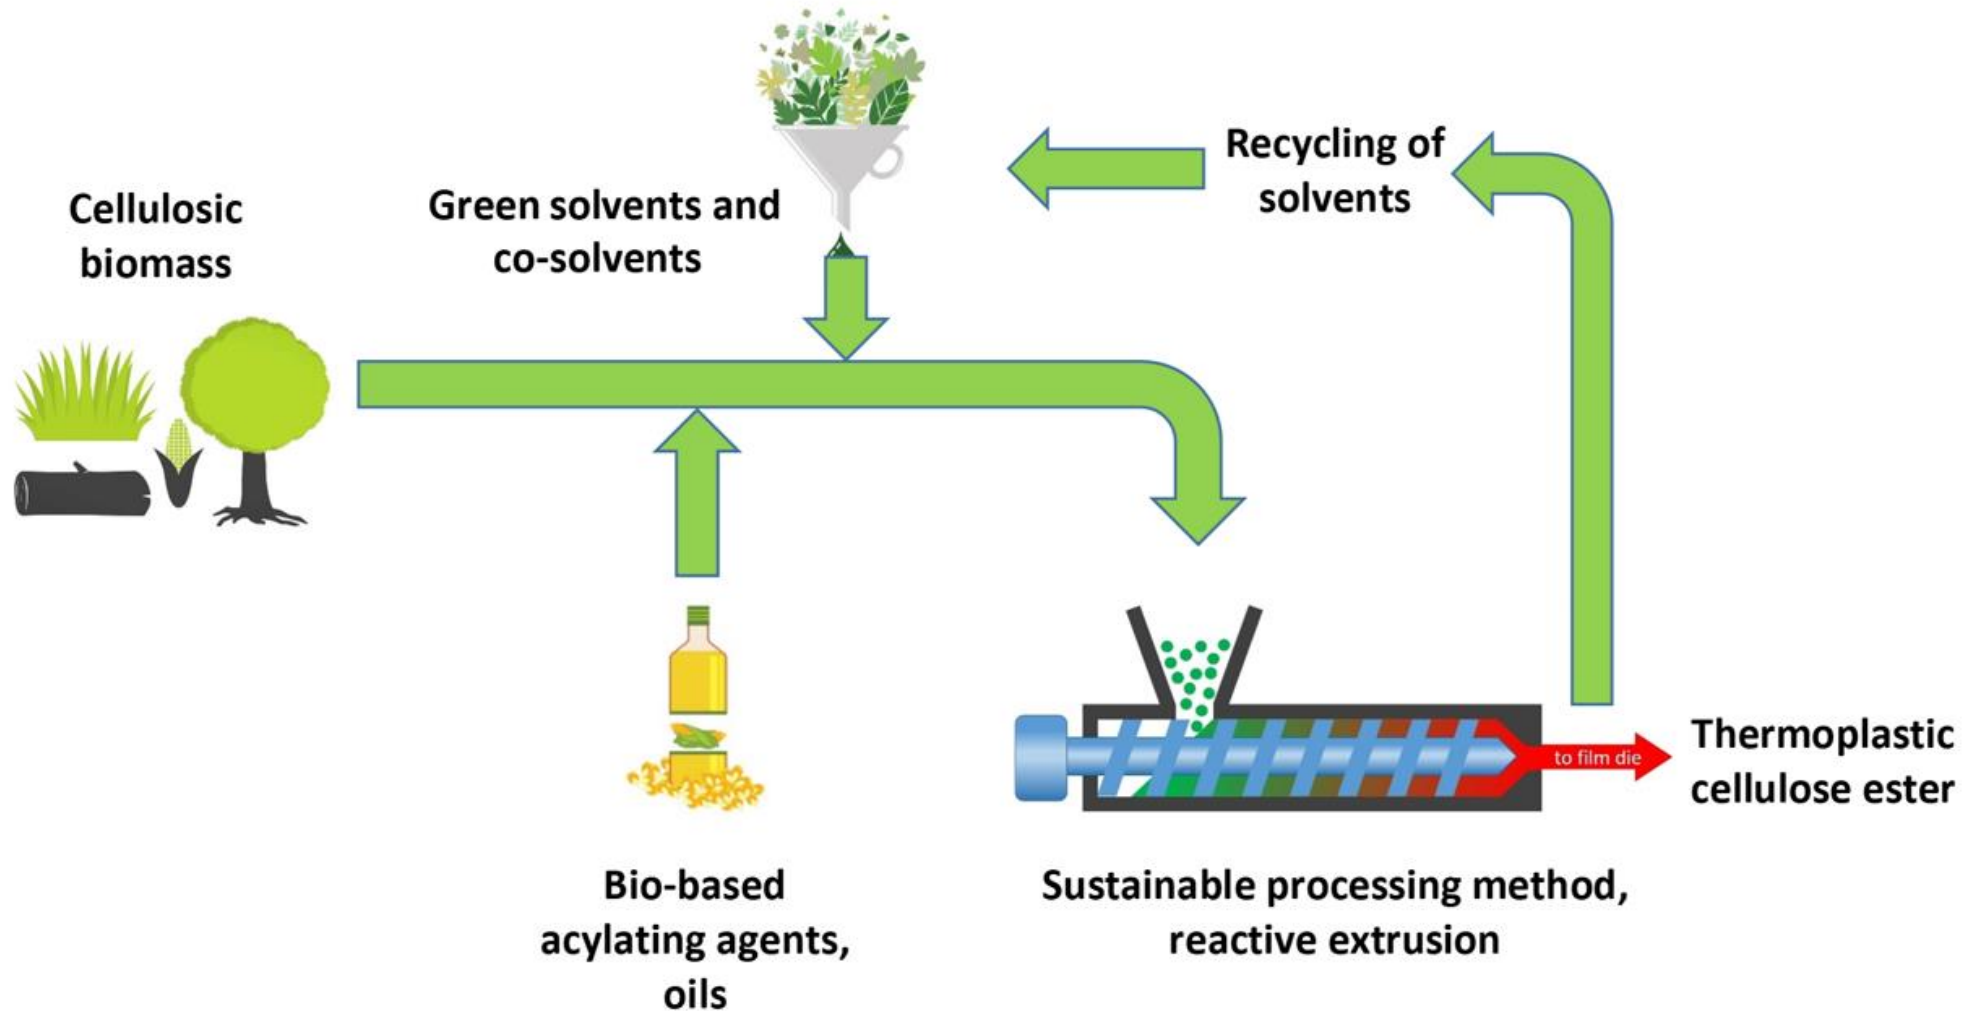 Cellulosic
biomass
Green solvents and
co-solvents
Recycling of
solvents
to film die
Thermoplastic
cellulose ester
Bio-based
acylating agents,
oils
Sustainable processing method,
reactive extrusion